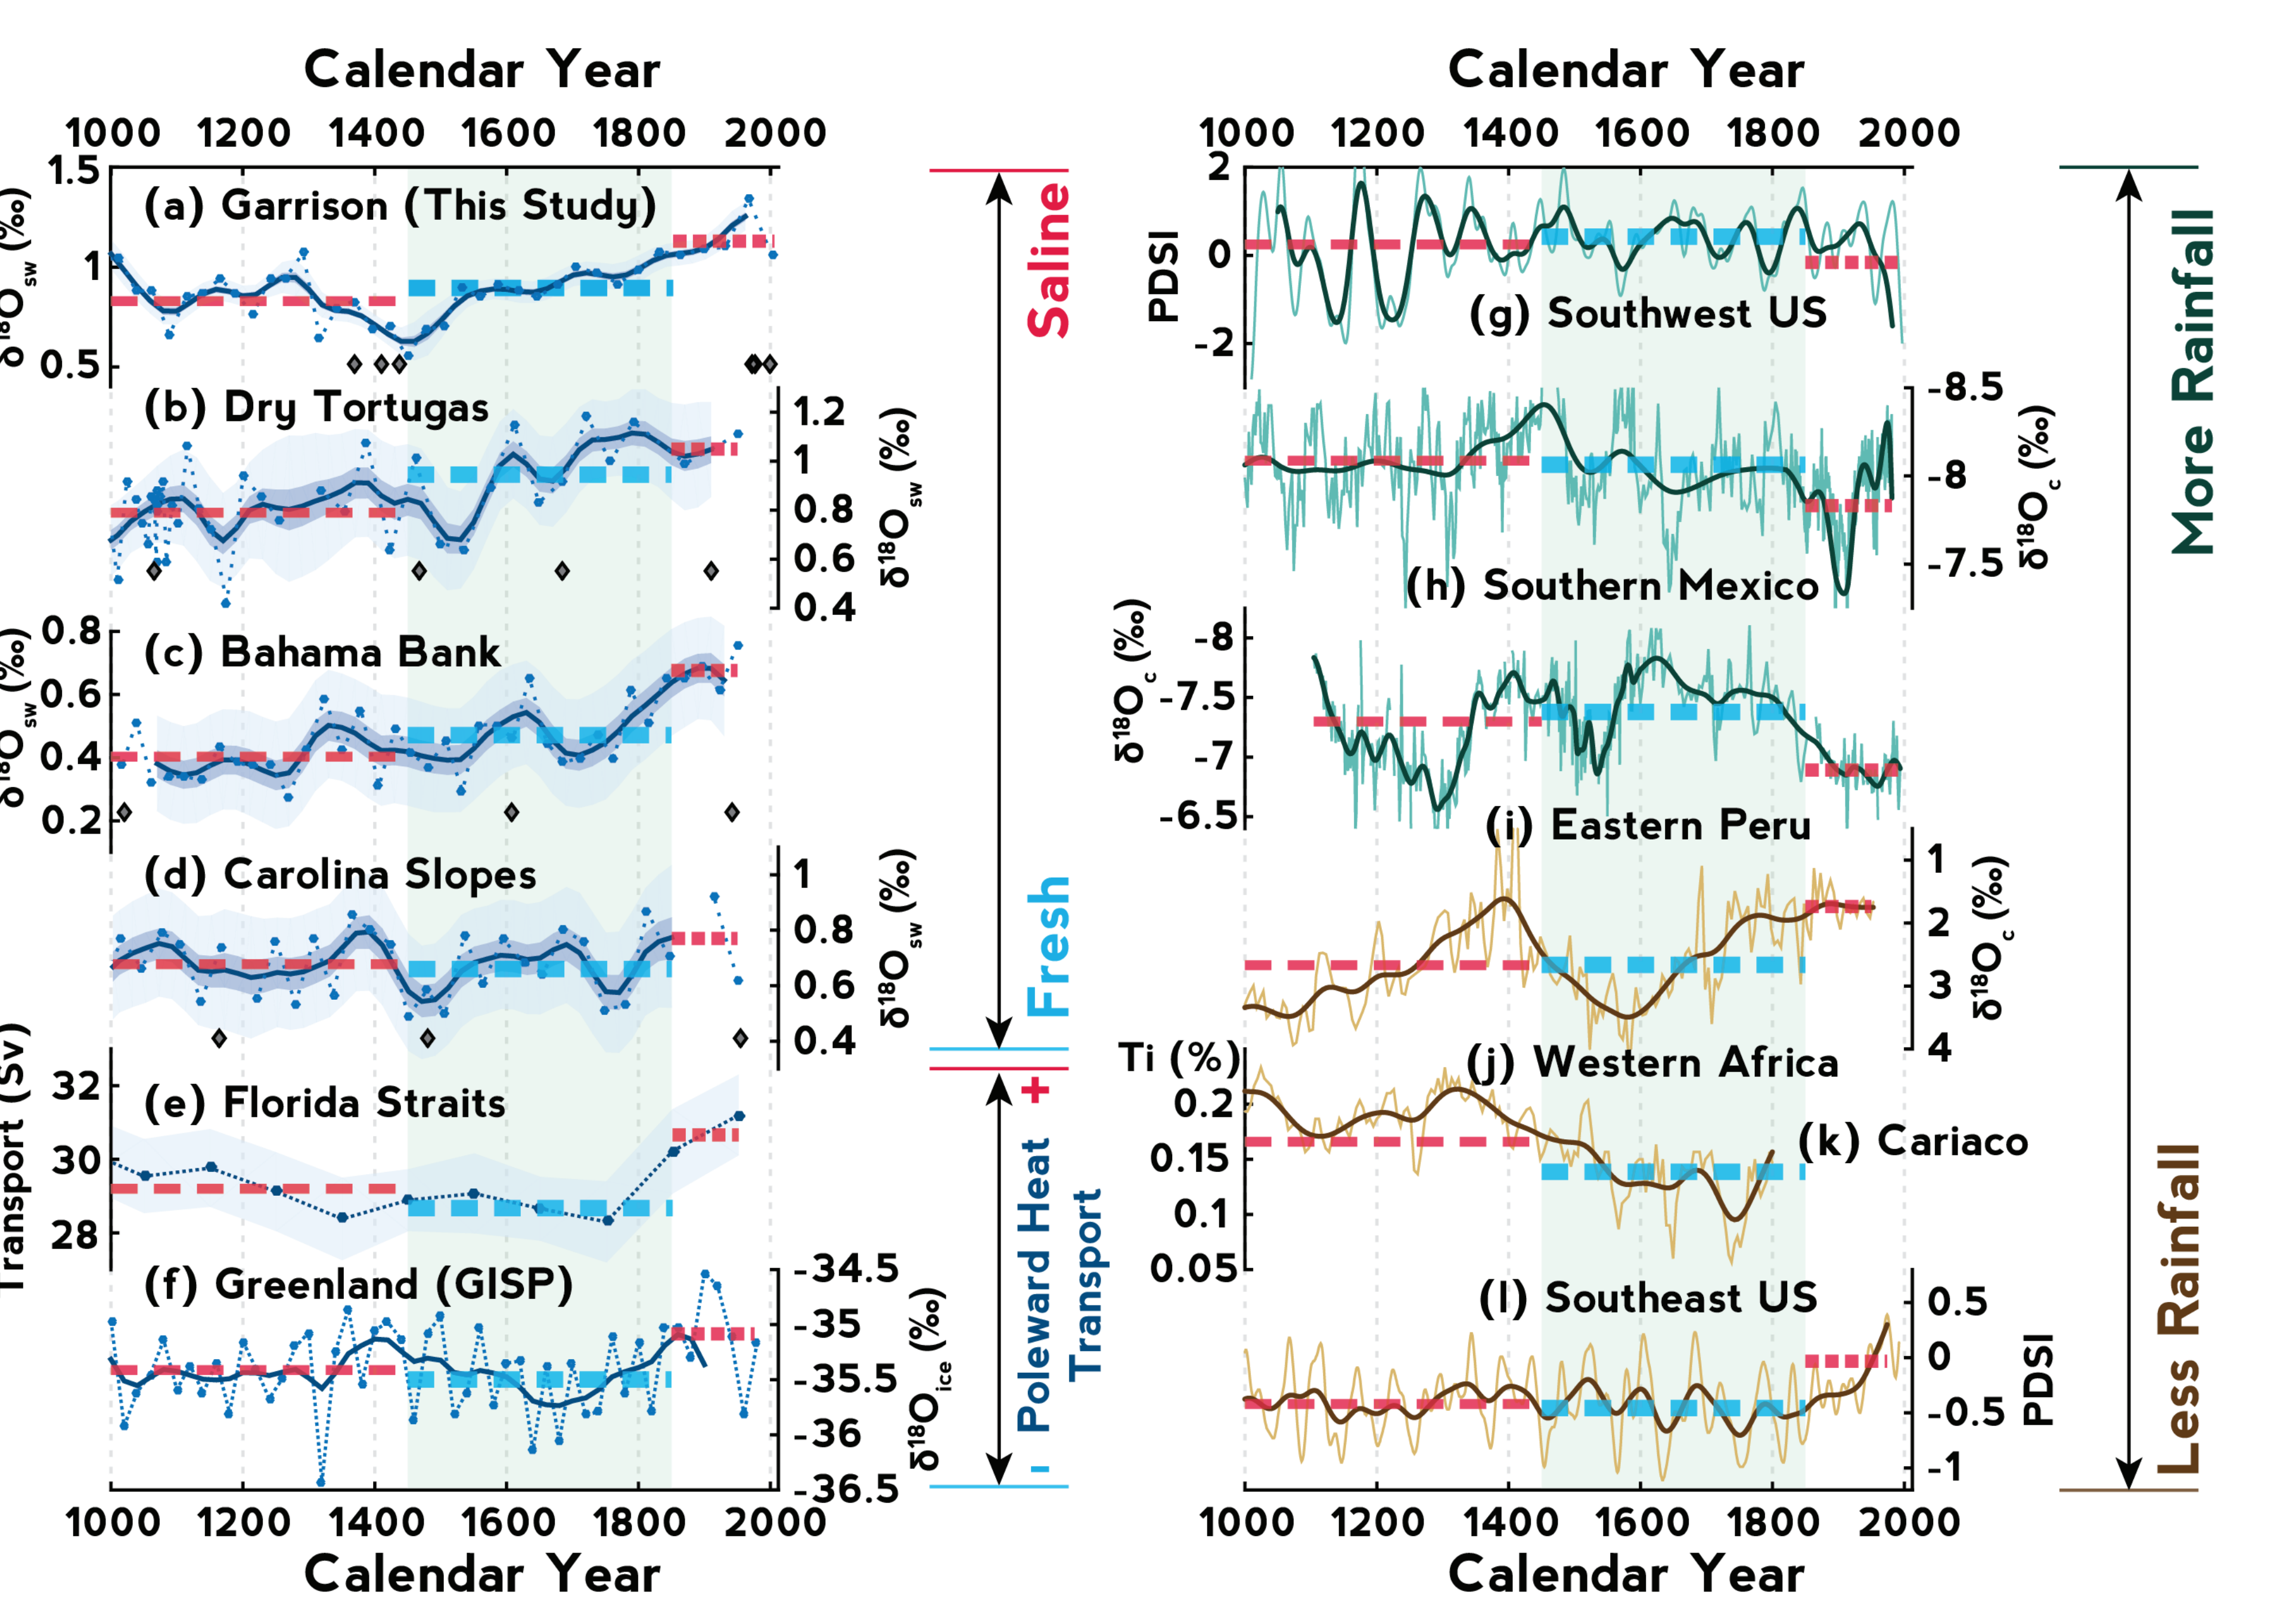 Calendar Year
1000 1200 1400 1600 1800 2000
1.5
1
0.5
δ18Osw (‰)
(a) Garrison (This Study)
(b) Dry Tortugas
1.2
1
0.8
0.6
0.4
δ18Osw (‰)
0.8
0.6
0.4
0.2
δ18Osw (‰)
(c) Bahama Bank
(d) Carolina Slopes
1
0.8
0.6
0.4
δ18Osw (‰)
32
30
28
Transport (Sv)
(e) Florida Straits
(f) Greenland (GISP)
-34.5
-35
-35.5
-36
-36.5
δ18Oice (‰)
1000 1200 1400 1600 1800 2000
Calendar Year
Saline
Fresh
- Poleward Heat +
Transport
Calendar Year
1000 1200 1400 1600 1800 2000
2
0
-2
PDSI
(g) Southwest US
-8.5
-8
-7.5
δ18Oc (‰)
(h) Southern Mexico
-8
-7.5
-7
-6.5
δ18Oc (‰)
(i) Eastern Peru
1
2
3
4
δ18Oc (‰)
Ti (%)
(j) Western Africa
0.2
0.15
0.1
0.05
(k) Cariaco
(l) Southeast US
0.5
0
-0.5
-1
PDSI
1000 1200 1400 1600 1800 2000
Calendar Year
More Rainfall
Less Rainfall